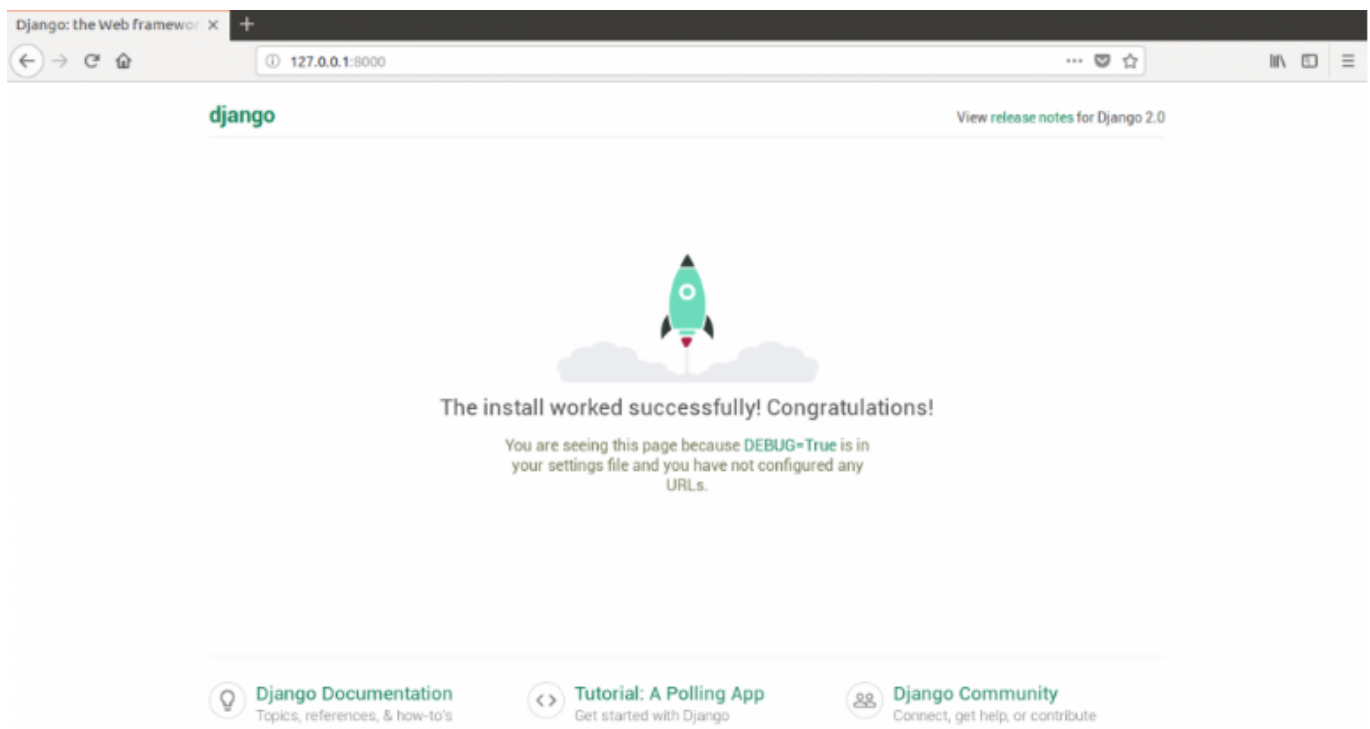 Django: the Web framewor
127.0.0.1:8000
django
View release notes for Django 2.0
The install worked successfully! Congratulations!
You are seeing this page because DEBUG=True is in
your settings file and you have not configured any
URLs.
Django Documentation
Topics, references, & how-to's
Tutorial: A Polling App
Get started with Django
Django Community
Connect, get help, or contribute